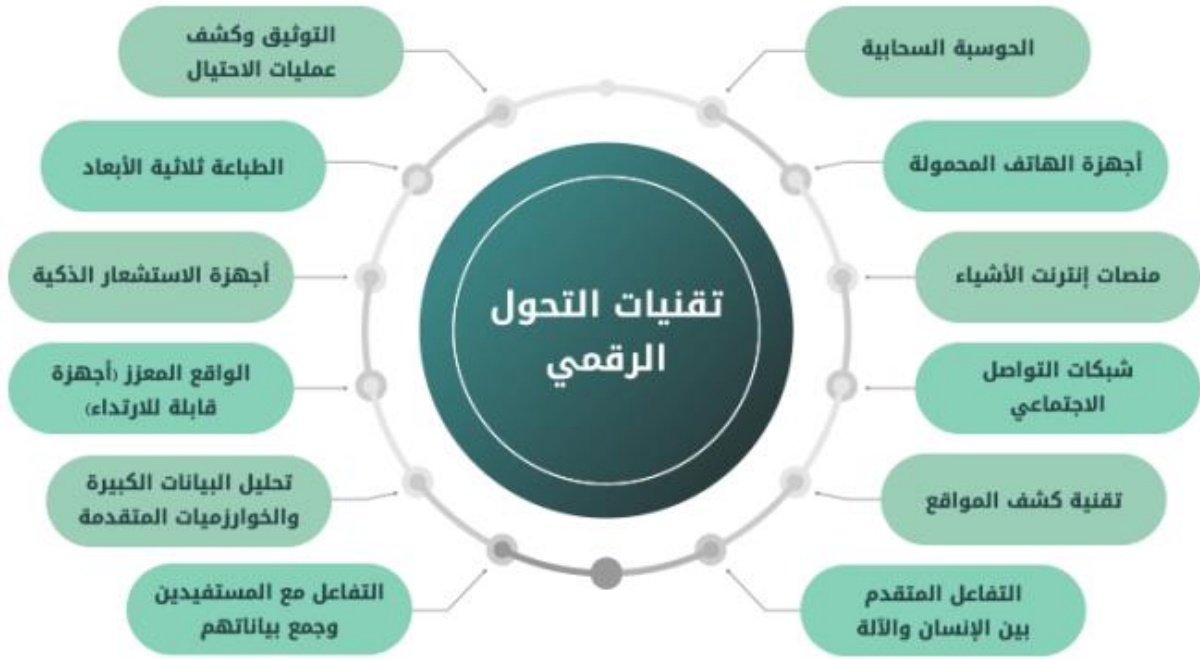 تقنيات التحول
الرقمي
الحوسبة السحابية
أجهزة الهاتف المحمولة
منصات إنترنت الأشياء
شبكات التواصل
الاجتماعي
تقنية كشف المواقع
التفاعل المتقدم
بين الإنسان والآلة
التوثيق وكشف
عمليات الاحتيال
الطباعة ثلاثية الأبعاد
أجهزة الاستشعار الذكية
الواقع المعزز (أجهزة
قابلة للارتداء)
تحليل البيانات الكبيرة
والخوارزميات المتقدمة
التفاعل مع المستفيدين
وجمع بياناتهم